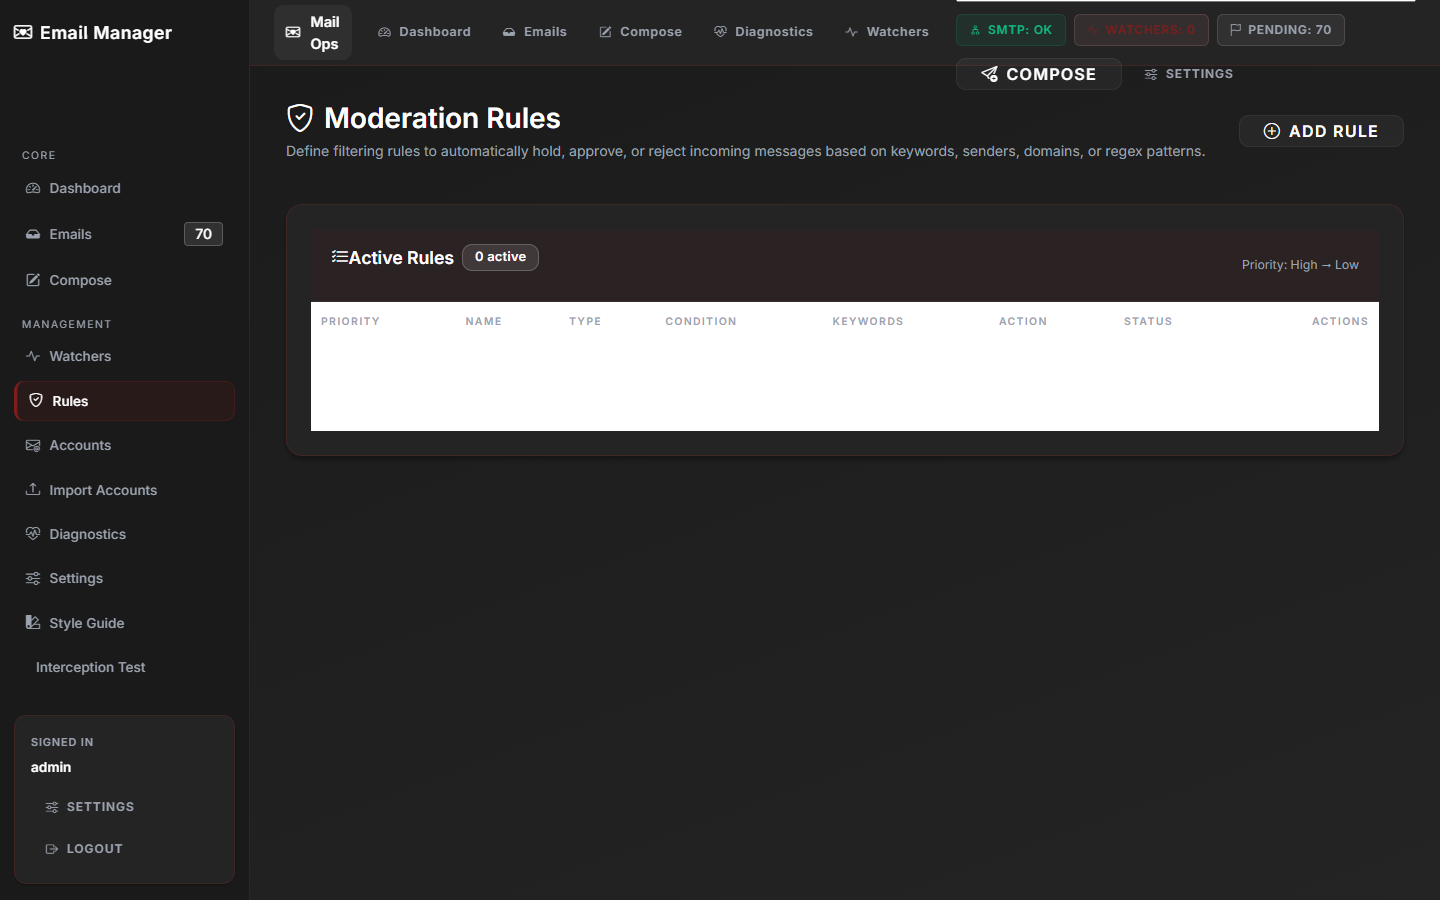 Email Manager
CORE
Dashboard
Emails 70
Compose
MANAGEMENT
Watchers
Rules
Accounts
Import Accounts
Diagnostics
Settings
Style Guide
Interception Test
SIGNED IN
admin
SETTINGS
LOGOUT
Mail Ops
Dashboard
Emails
Compose
Diagnostics
Watchers
SMTP: OK
WATCHERS: 0
PENDING: 70
COMPOSE
SETTINGS
Moderation Rules
Define filtering rules to automatically hold, approve, or reject incoming messages based on keywords, senders, domains, or regex patterns.
ADD RULE
Active Rules 0 active
Priority: High → Low
PRIORITY NAME TYPE CONDITION KEYWORDS ACTION STATUS ACTIONS